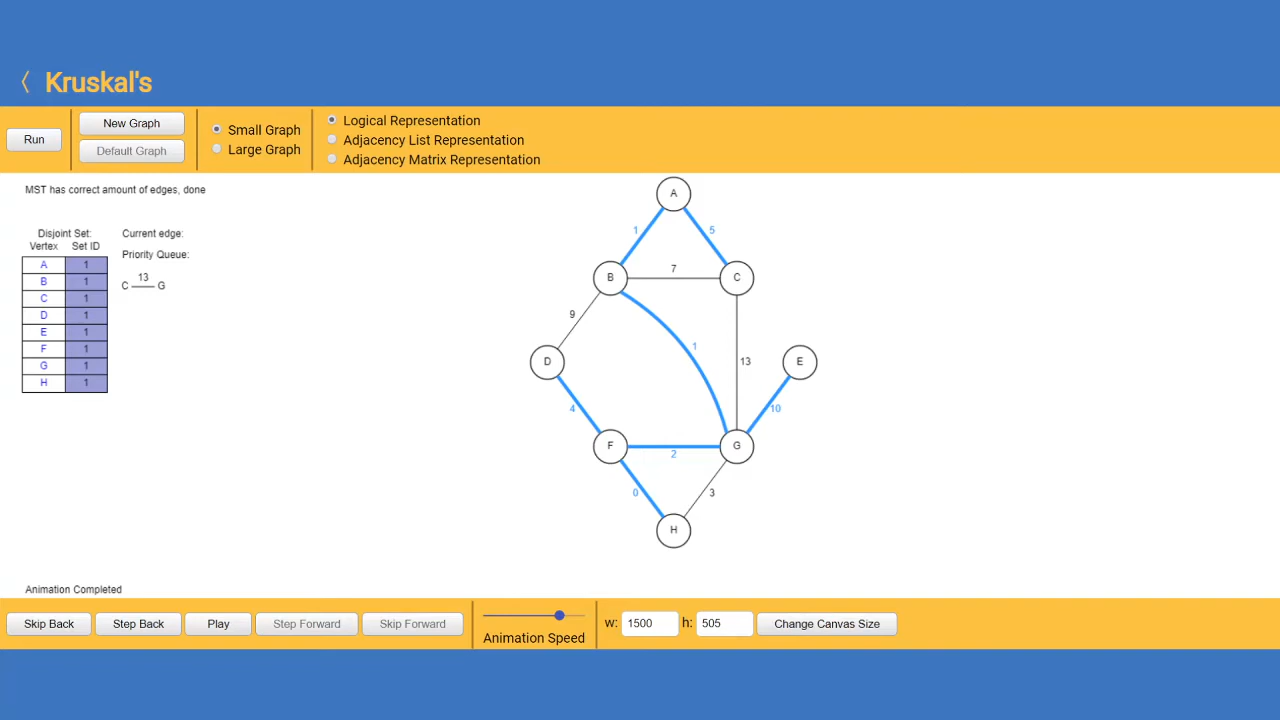 〈 Kruskal's
Run
New Graph
Default Graph
Small Graph
Large Graph
Logical Representation
Adjacency List Representation
Adjacency Matrix Representation
MST has correct amount of edges, done
Disjoint Set:
Vertex Set ID
A 1
B 1
C 1
D 1
E 1
F 1
G 1
H 1
Current edge:
Priority Queue:
13
C G
A
1 5
B 7 C
9
1
D 13 E
4 10
F 2 G
0 3
H
Animation Completed
Skip Back
Step Back
Play
Step Forward
Skip Forward
Animation Speed
w: 1500 h: 505
Change Canvas Size